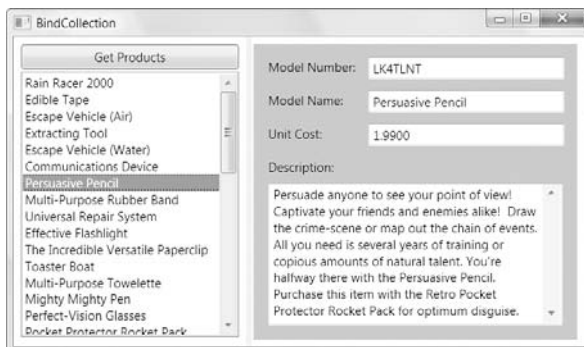 BindCollection
Get Products
Rain Racer 2000
Edible Tape
Escape Vehicle (Air)
Extracting Tool
Escape Vehicle (Water)
Communications Device
Persuasive Pencil
Multi-Purpose Rubber Band
Universal Repair System
Effective Flashlight
The Incredible Versatile Paperclip
Toaster Boat
Multi-Purpose Towelette
Mighty Mighty Pen
Perfect-Vision Glasses
Pocket Protector Rocket Pack
Model Number: LK4TLNT
Model Name: Persuasive Pencil
Unit Cost: 1.9900
Description:
Persuade anyone to see your point of view!
Captivate your friends and enemies alike! Draw
the crime-scene or map out the chain of events.
All you need is several years of training or
copious amounts of natural talent. You're
halfway there with the Persuasive Pencil.
Purchase this item with the Retro Pocket
Protector Rocket Pack for optimum disguise.